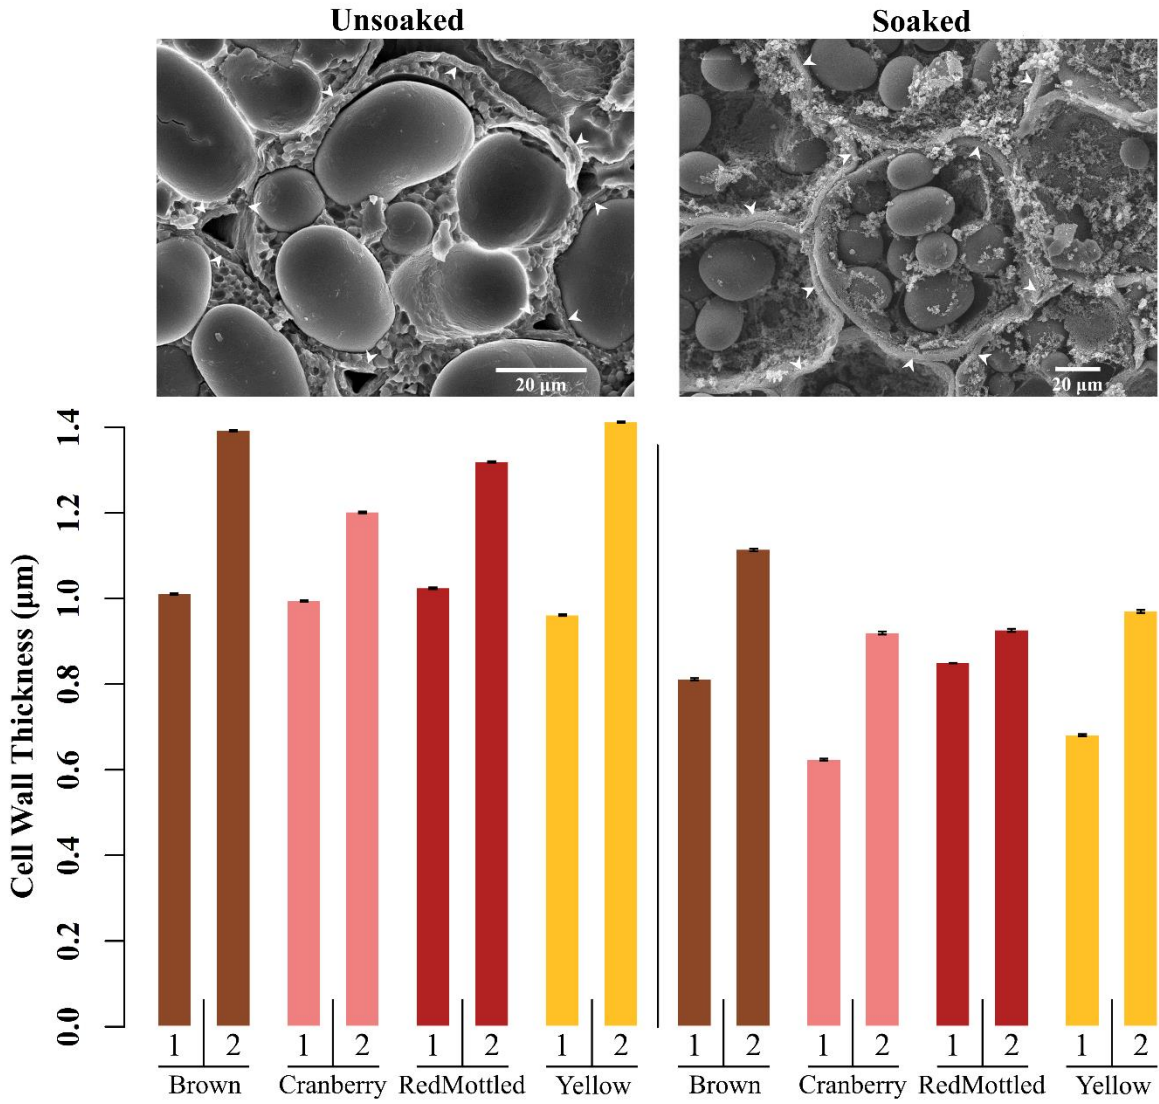 Unsoaked Soaked
20 µm 20 µm
Cell Wall Thickness (µm)
1.4
1.2
1.0
0.8
0.6
0.4
0.2
0.0
1 2 1 2 1 2 1 2 1 2 1 2 1 2 1 2
Brown Cranberry RedMottled Yellow Brown Cranberry RedMottled Yellow